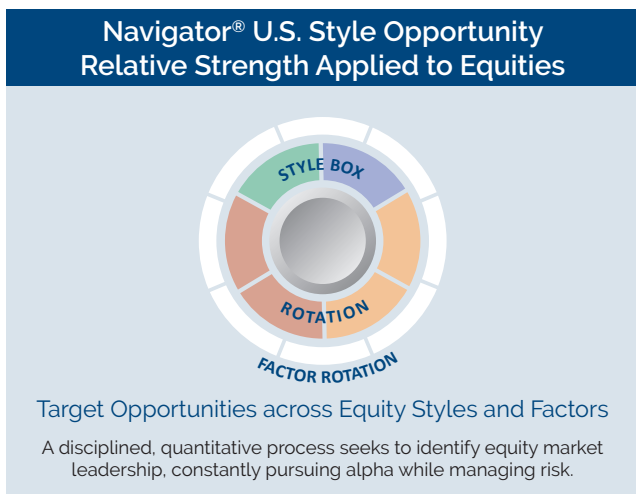 Navigator® U.S. Style Opportunity
Relative Strength Applied to Equities
STYLE BOX
ROTATION
FACTOR ROTATION
Target Opportunities across Equity Styles and Factors
A disciplined, quantitative process seeks to identify equity market
leadership, constantly pursuing alpha while managing risk.